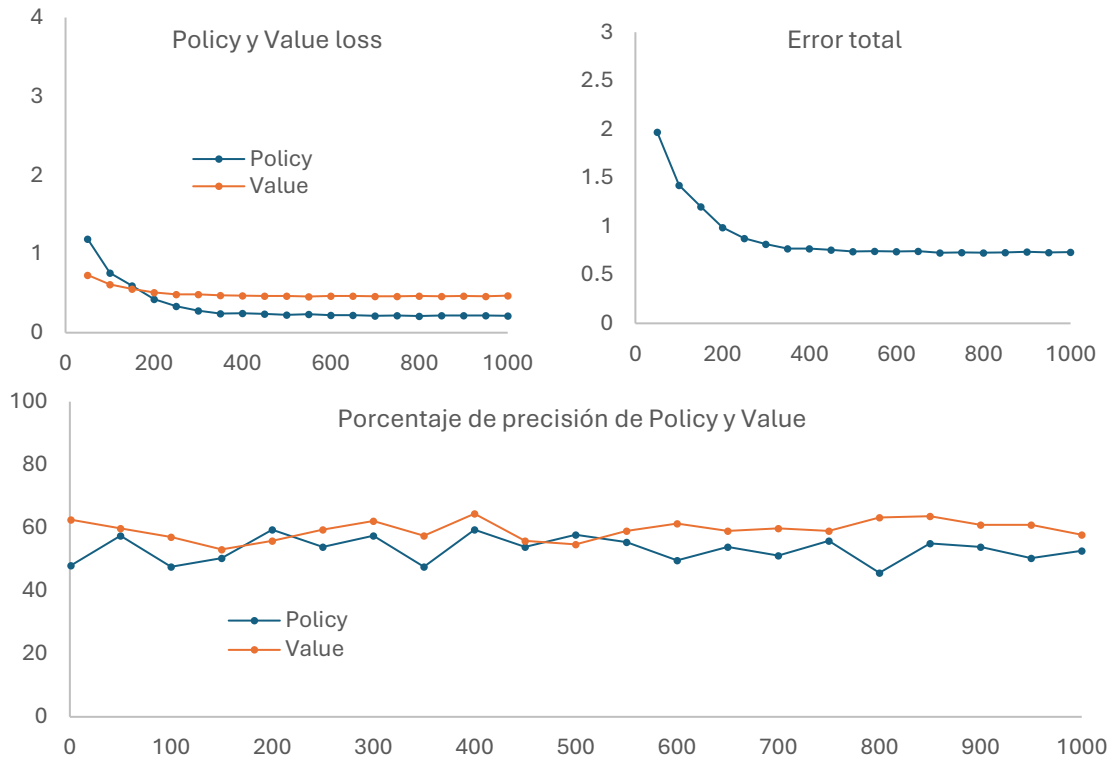 Policy y Value loss
4
3
2
1
0
Policy
Value
0 200 400 600 800 1000
Error total
3
2.5
2
1.5
1
0.5
0
0 200 400 600 800 1000
Porcentaje de precisión de Policy y Value
100
80
60
40
20
0
Policy
Value
0 100 200 300 400 500 600 700 800 900 1000